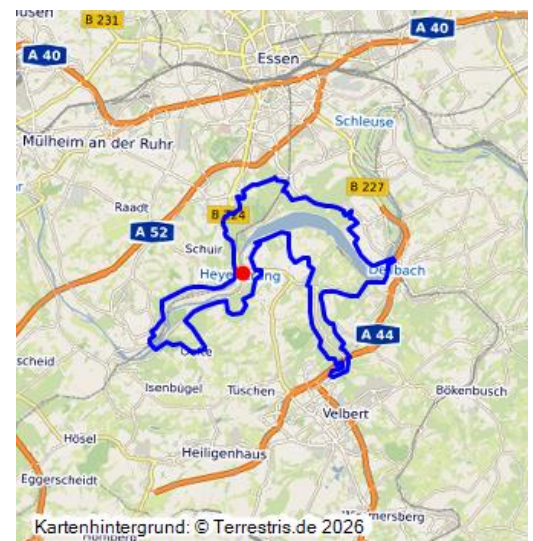 B 231
A 40
A 40
Essen
Schleuse
Mülheim an der Ruhr
B 227
Raadt
A 52
Schuir
A 44
scheid
Isenbügel
Tüschen
Bökenbusch
Velbert
Hösel
Heiligenhaus
Eggerscheidt
Kartenhintergrund: © Terrestris.de 2026